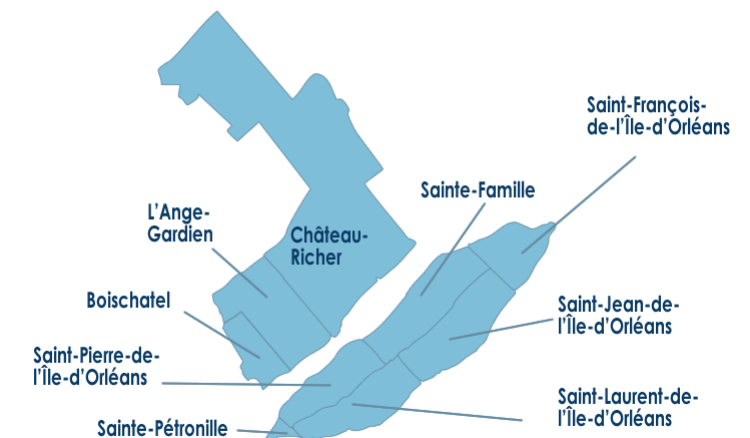 Saint-François-
de-l'Île-d'Orléans
Sainte-Famille
L'Ange-
Gardien
Château-
Richer
Boischatel
Saint-Jean-de-
l'Île-d'Orléans
Saint-Pierre-de-
l'Île-d'Orléans
Saint-Laurent-de-
l'Île-d'Orléans
Sainte-Pétronille